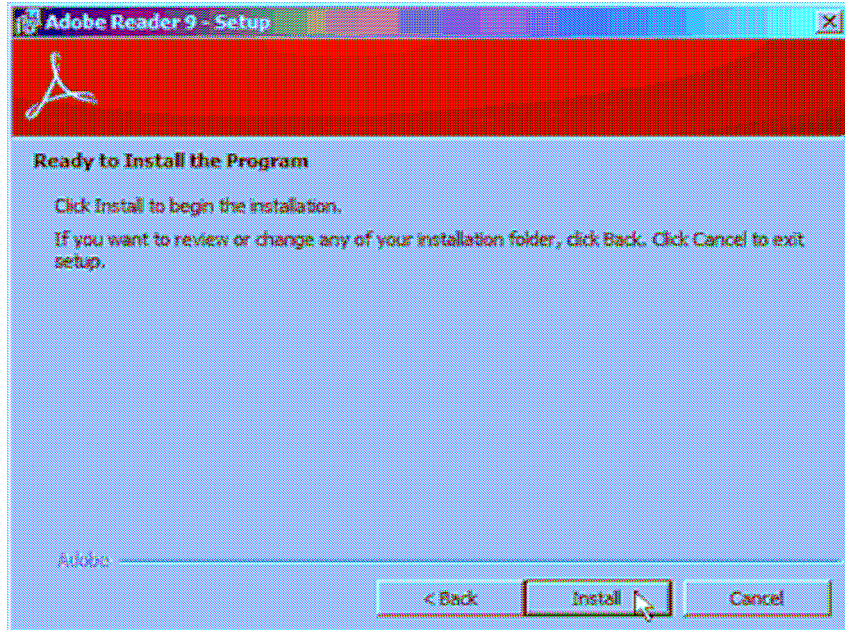 Adobe Reader 9 - Setup
Ready to Install the Program
Click Install to begin the installation.
If you want to review or change any of your installation folder, click Back. Click Cancel to exit
setup.
Adobe
< Back Install Cancel